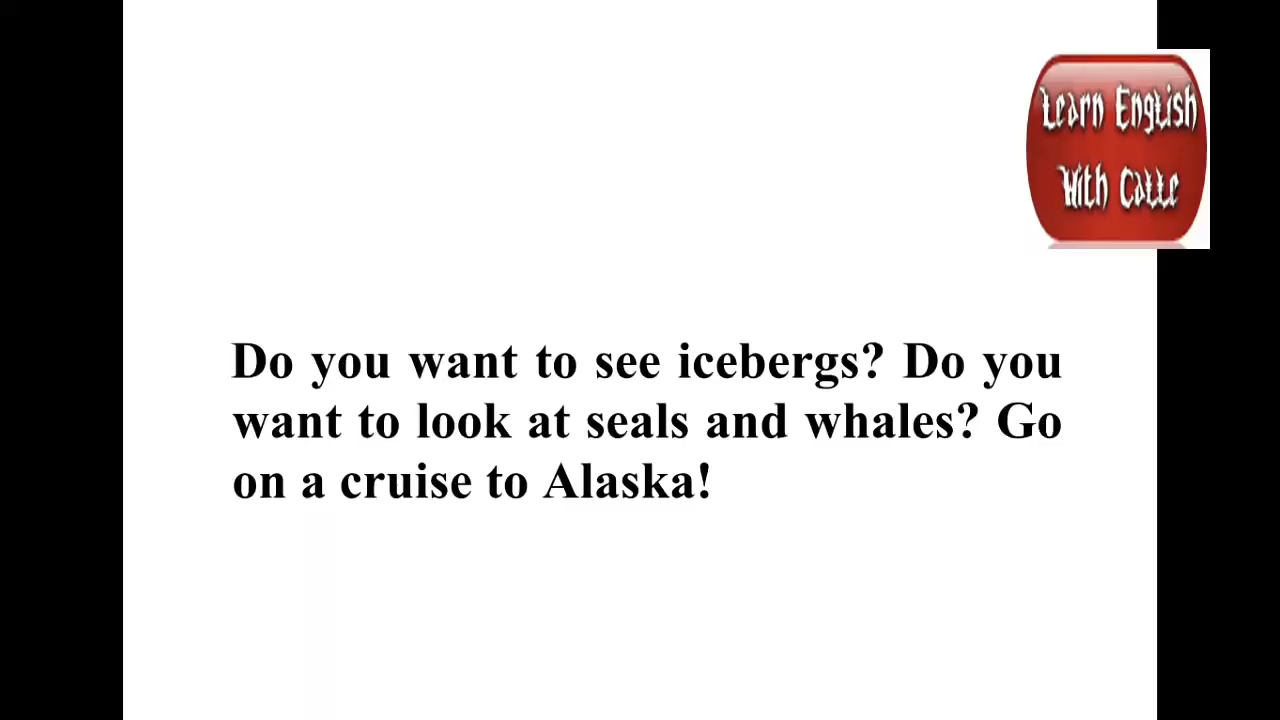 Learn English
With Catte
Do you want to see icebergs? Do you
want to look at seals and whales? Go
on a cruise to Alaska!